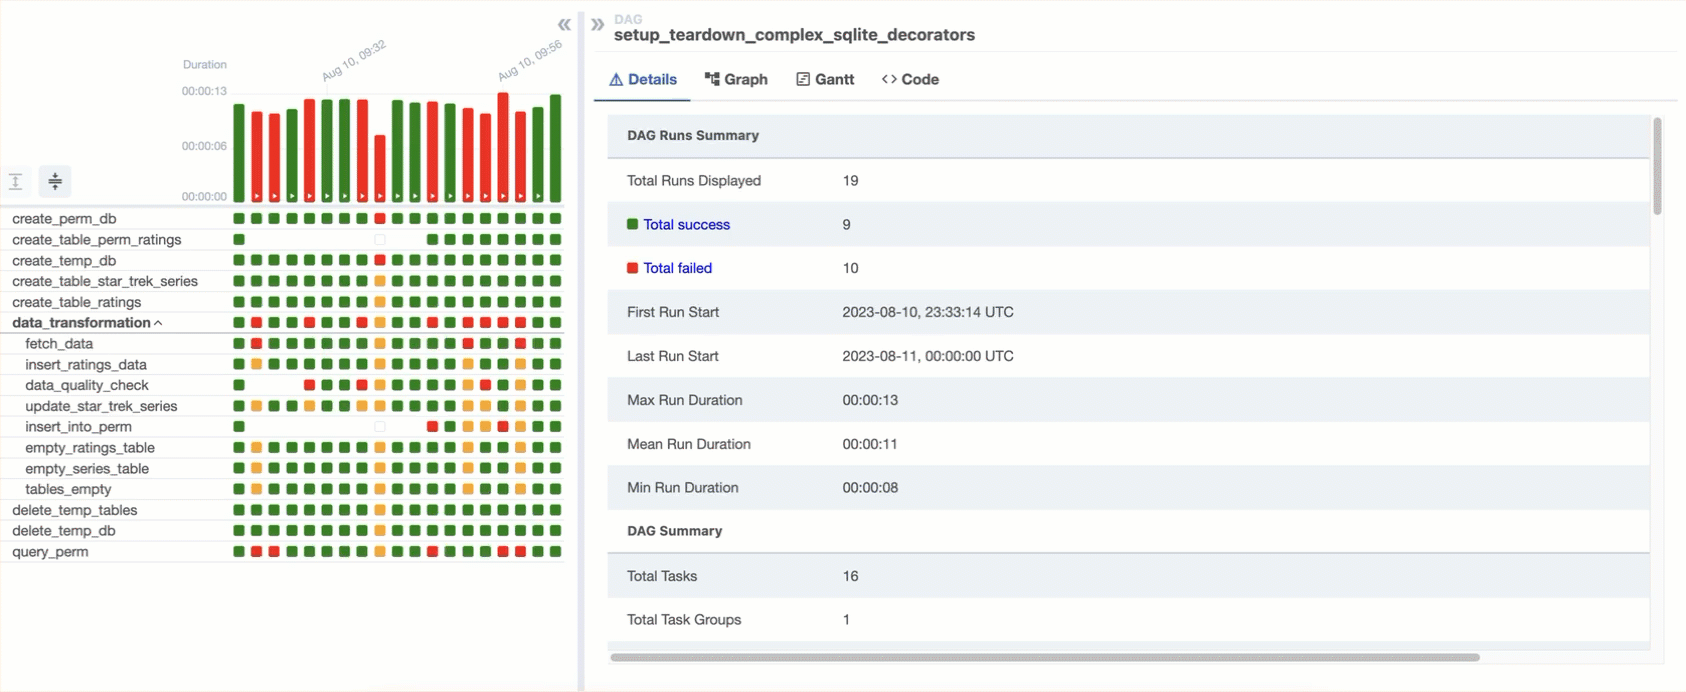 Duration
Aug 10, 09:32
Aug 10, 09:56
00:00:13
00:00:06
00:00:00
create_perm_db
create_table_perm_ratings
create_temp_db
create_table_star_trek_series
create_table_ratings
data_transformation
fetch_data
insert_ratings_data
data_quality_check
update_star_trek_series
insert_into_perm
empty_ratings_table
empty_series_table
tables_empty
delete_temp_tables
delete_temp_db
query_perm
DAG
setup_teardown_complex_sqlite_decorators
Details Graph Gantt Code
DAG Runs Summary
Total Runs Displayed 19
Total success 9
Total failed 10
First Run Start 2023-08-10, 23:33:14 UTC
Last Run Start 2023-08-11, 00:00:00 UTC
Max Run Duration 00:00:13
Mean Run Duration 00:00:11
Min Run Duration 00:00:08
DAG Summary
Total Tasks 16
Total Task Groups 1